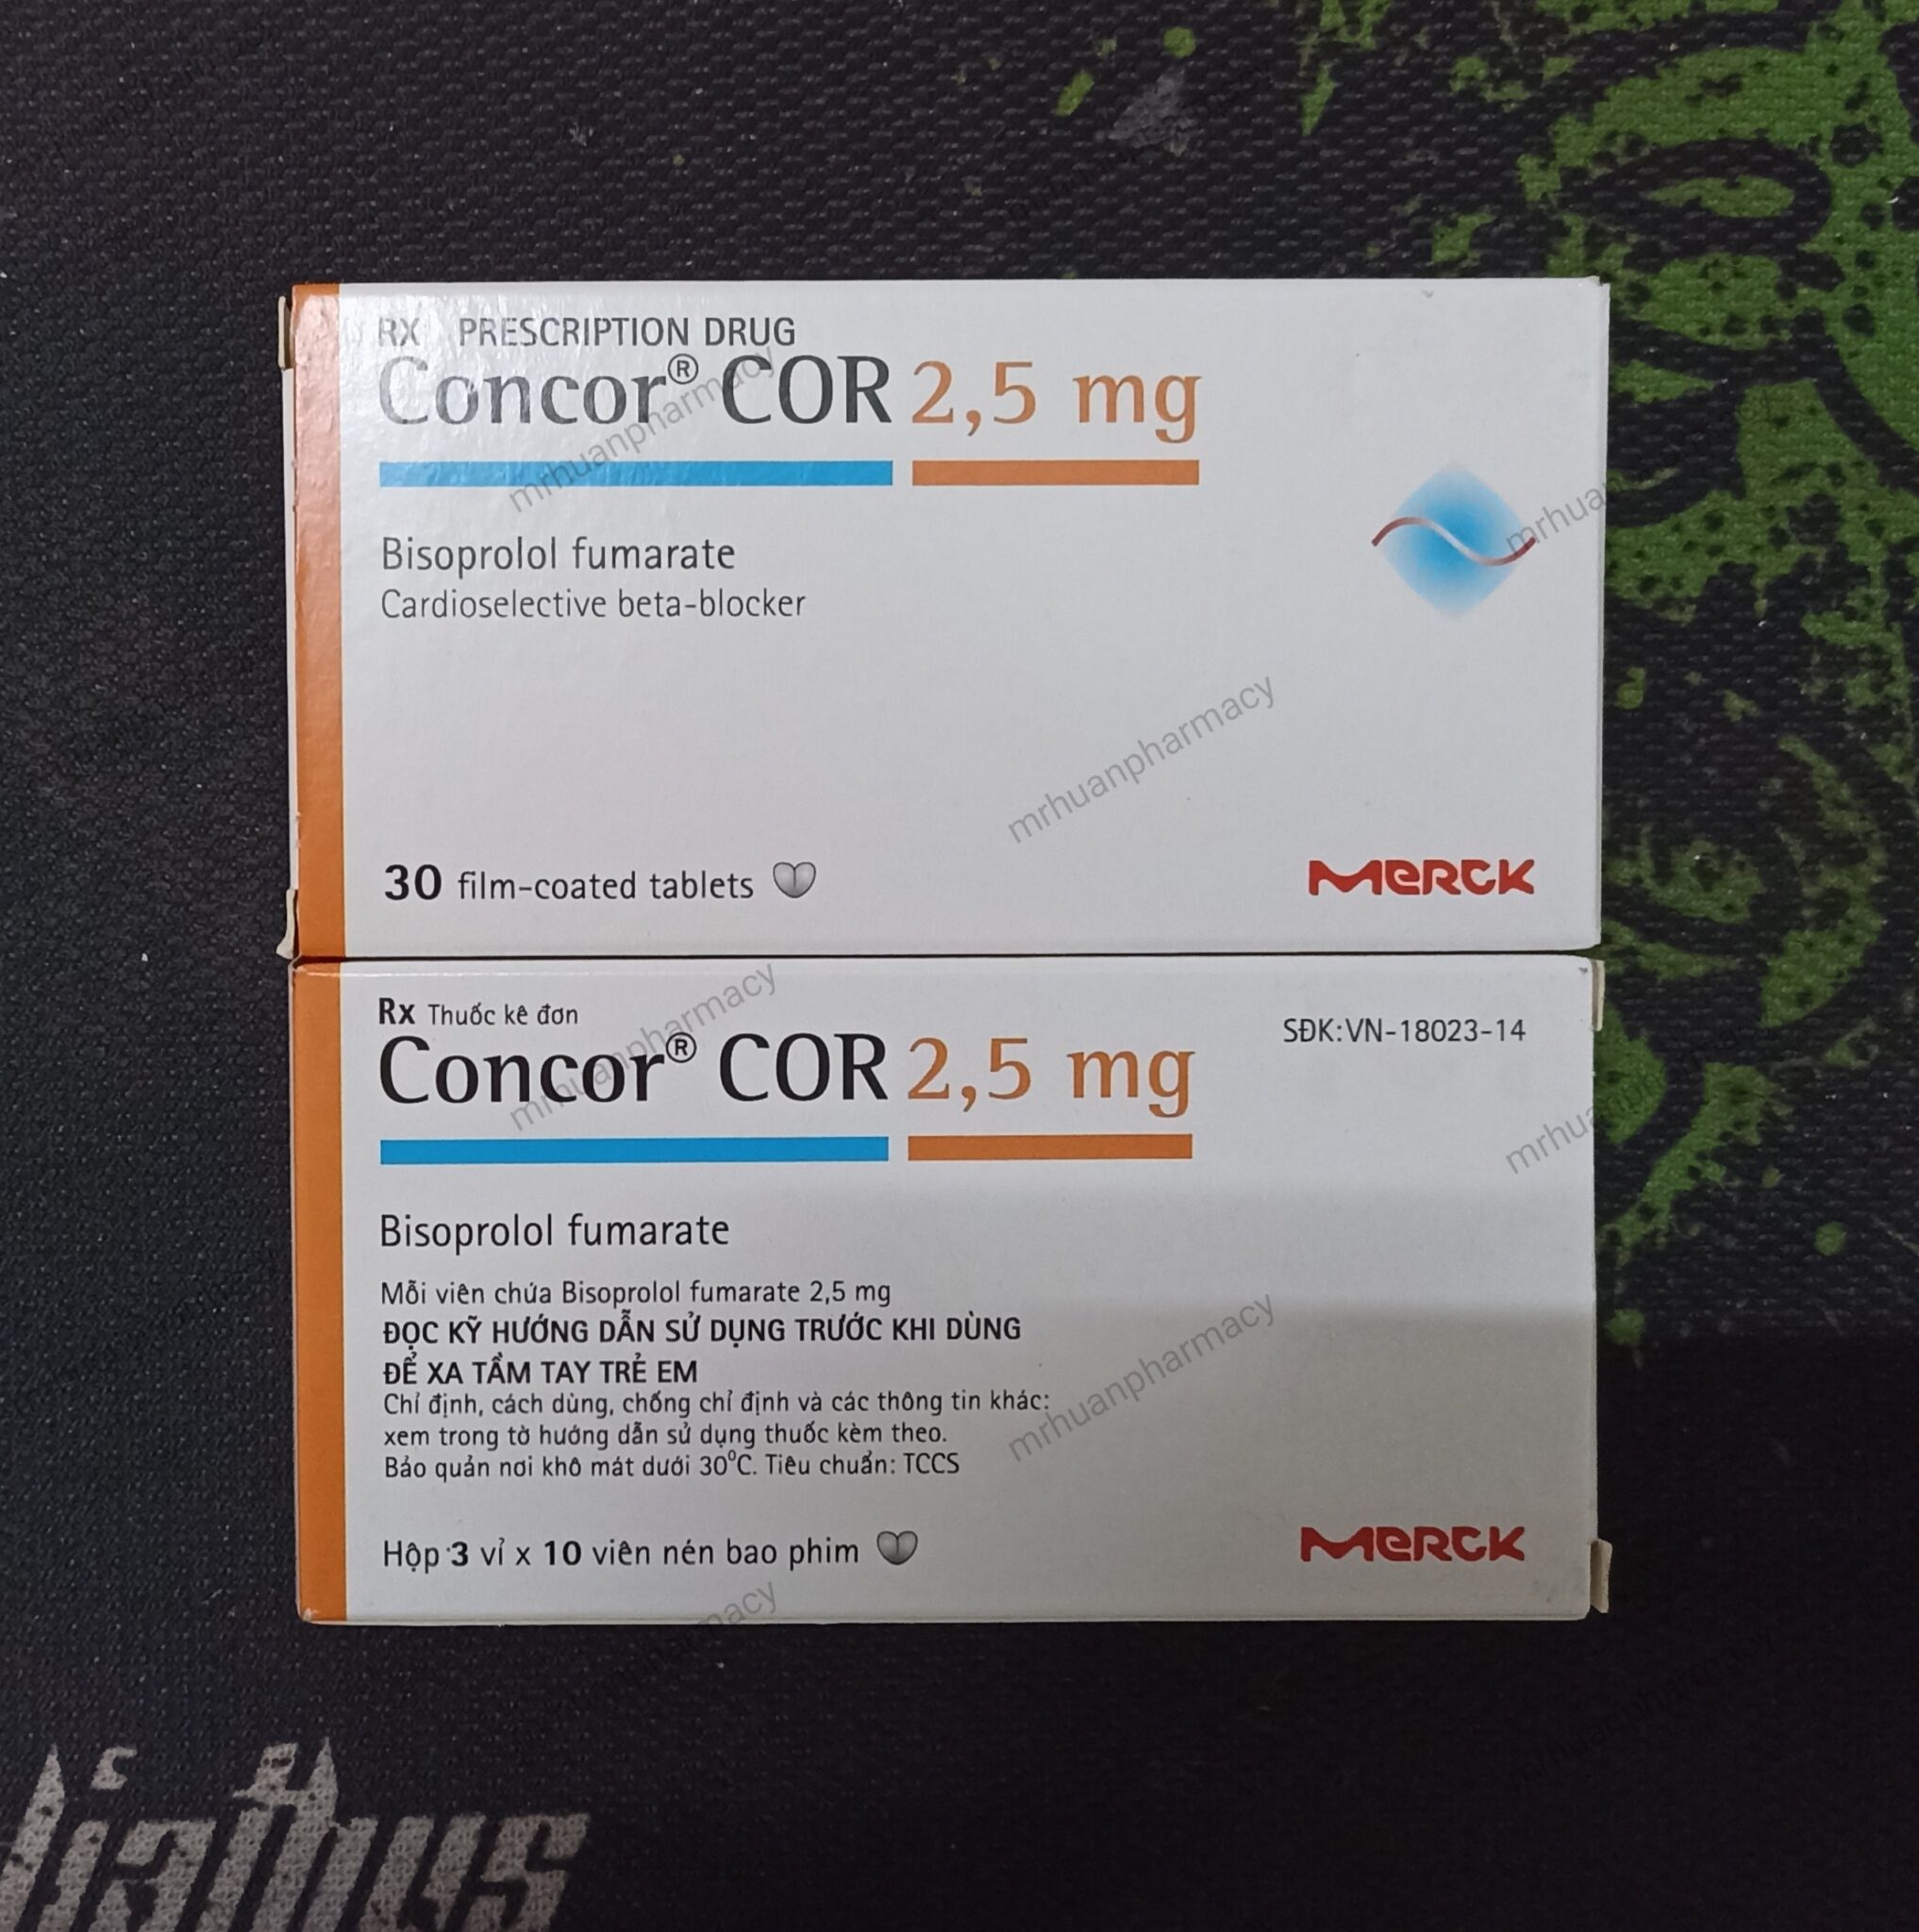 RX PRESCRIPTION DRUG
Concor® COR 2,5 mg
Bisoprolol fumarate
Cardioselective beta-blocker
30 film-coated tablets
MERCK
Rx Thuốc kê đơn
SĐK:VN-18023-14
Concor® COR 2,5 mg
Bisoprolol fumarate
Mỗi viên chứa Bisoprolol fumarate 2,5 mg
ĐỌC KỸ HƯỚNG DẪN SỬ DỤNG TRƯỚC KHI DÙNG
ĐỂ XA TẦM TAY TRẺ EM
Chỉ định, cách dùng, chống chỉ định và các thông tin khác:
xem trong tờ hướng dẫn sử dụng thuốc kèm theo.
Bảo quản nơi khô mát dưới 30°C. Tiêu chuẩn: TCCS
Hộp 3 vỉ x 10 viên nén bao phim
MERCK
mrhuanpharmacy
mrhuanpharmacy
mrhuanpharmacy
mrhuanpharmacy